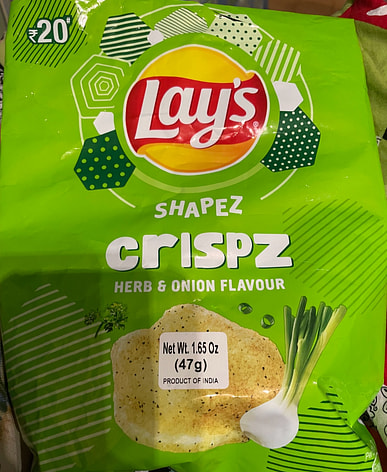 ₹20#
Lay's
SHAPEZ
crispz
HERB & ONION FLAVOUR
Net Wt. 1.65 Oz
(47g)
PRODUCT OF INDIA